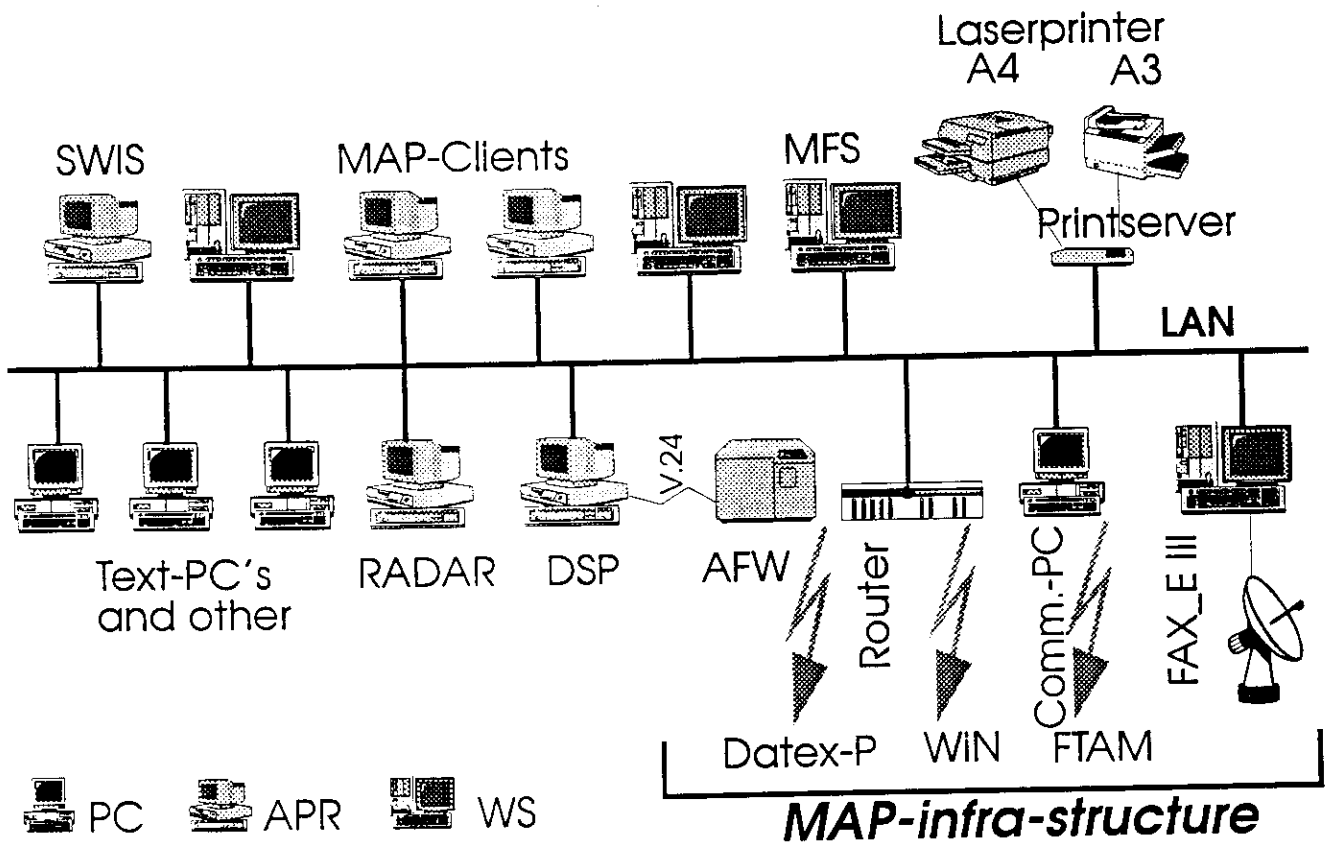 Laserprinter
A4 A3
SWIS
MAP-Clients
MFS
Printserver
LAN
V.24
Text-PC's
and other
RADAR
DSP
AFW
Router
Comm.-PC
FAX_E III
Datex-P
WiN
FTAM
PC
APR
WS
MAP-infra-structure